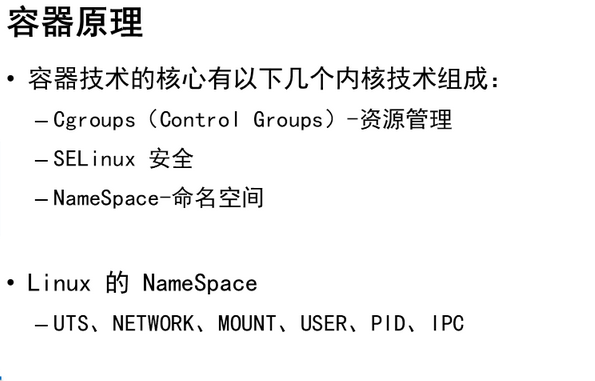 容器原理
• 容器技术的核心有以下几个内核技术组成：
–Cgroups（Control Groups）-资源管理
–SELinux 安全
–NameSpace-命名空间
• Linux 的 NameSpace
–UTS、NETWORK、MOUNT、USER、PID、IPC